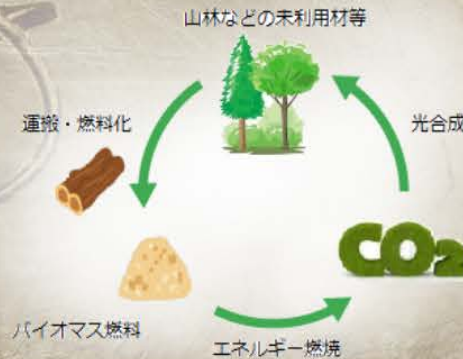 山林などの未利用材等
運搬・燃料化
光合成
CO2
バイオマス燃料
エネルギー燃焼